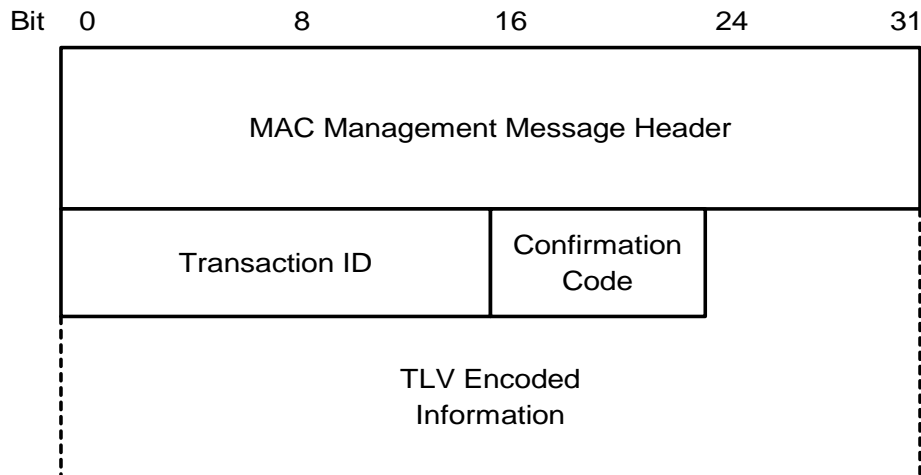 Bit 0 8 16 24 31
MAC Management Message Header
Transaction ID
Confirmation
Code
TLV Encoded
Information